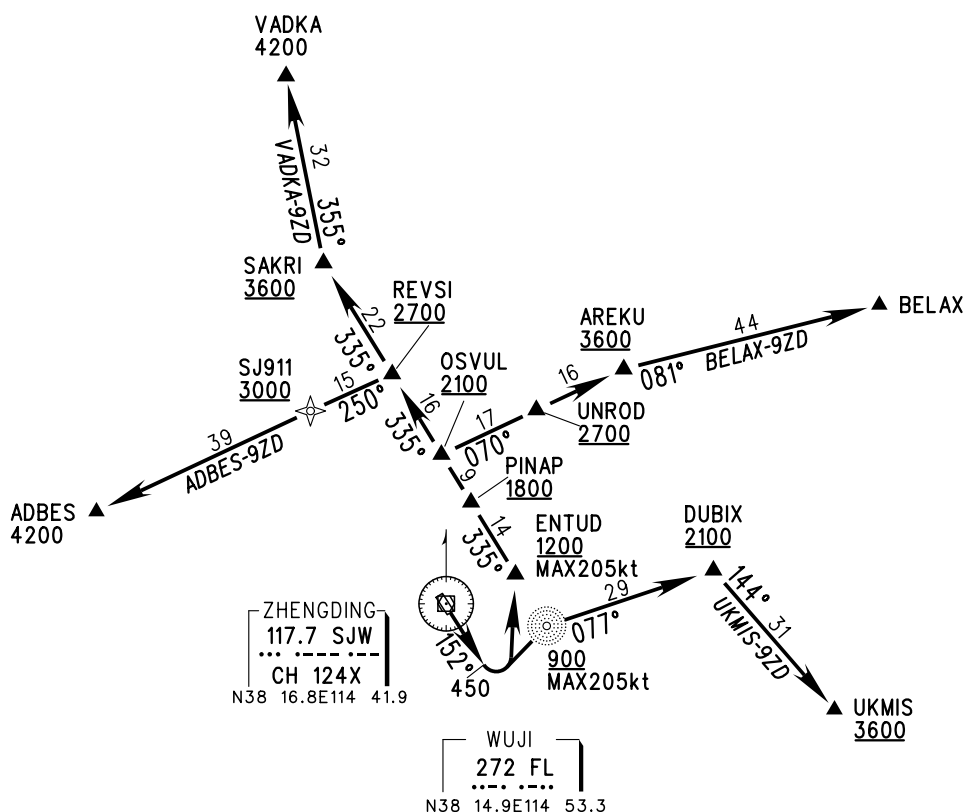 VADKA
4200
32
VADKA-9ZD
355°
SAKRI
3600
REVSI
2700
22
335°
AREKU
3600
BELAX
44
BELAX-9ZD
081°
SJ911
3000
15
250°
OSVUL
2100
16
335°
16
UNROD
2700
17
070°
39
ADBES-9ZD
9
PINAP
1800
ADBES
4200
14
335°
ENTUD
1200
MAX205kt
DUBIX
2100
29
077°
144°
31
UKMIS-9ZD
152°
450
900
MAX205kt
UKMIS
3600
ZHENGDING
117.7 SJW
CH 124X
N38 16.8E114 41.9
WUJI
272 FL
N38 14.9E114 53.3